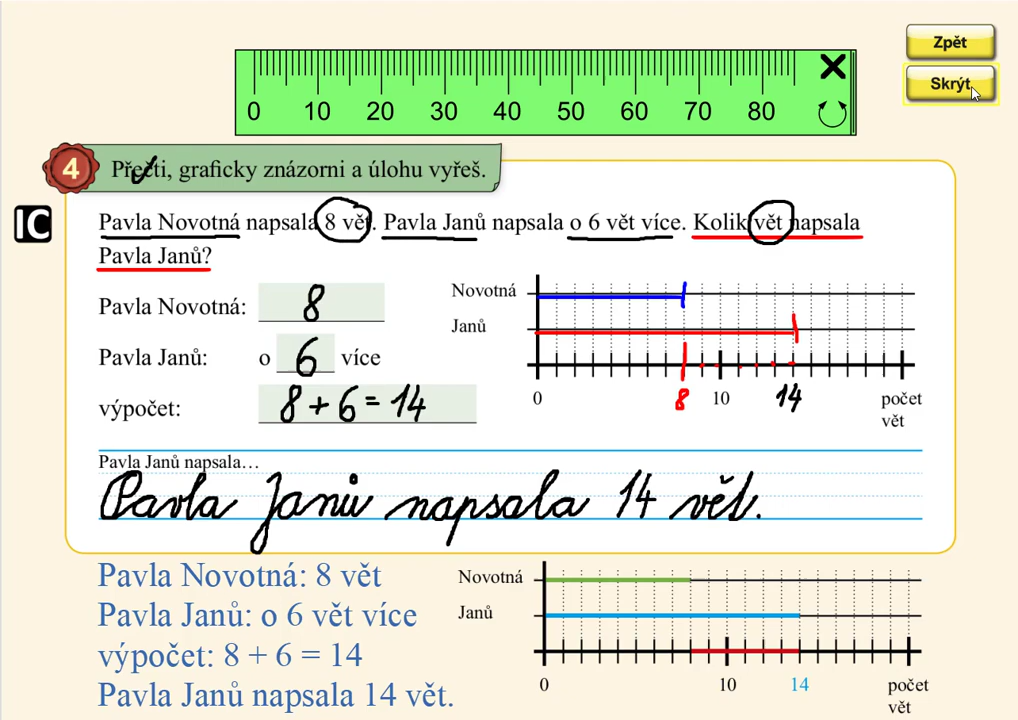 Zpět
Skrýt
0 10 20 30 40 50 60 70 80
4 Přečti, graficky znázorni a úlohu vyřeš.
IC
Pavla Novotná napsala 8 vět. Pavla Janů napsala o 6 vět více. Kolik vět napsala
Pavla Janů?
Pavla Novotná: 8
Pavla Janů: o 6 více
výpočet: 8 + 6 = 14
Novotná
Janů
0 8 10 14 počet
vět
Pavla Janů napsala…
Pavla Janů napsala 14 vět.
Pavla Novotná: 8 vět
Pavla Janů: o 6 vět více
výpočet: 8 + 6 = 14
Pavla Janů napsala 14 vět.
Novotná
Janů
0 10 14 počet
vět